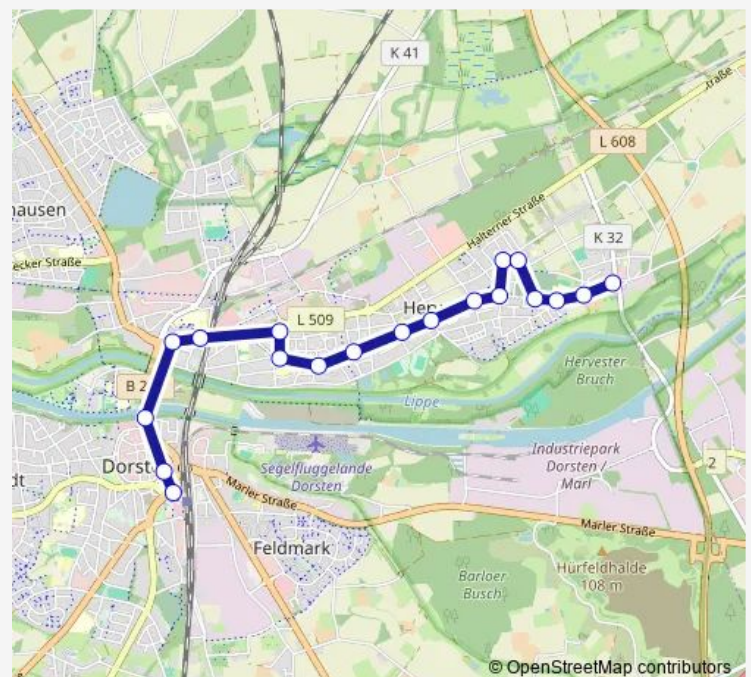 K 41
L 608
straße
hausen
Halterner Straße
K 32
ecker Straße
L 509
Her
Hervester
Bruch
B 2
Lippe
Industriepark
Dorsten /
Marl
2
Dorst
dt
Segelfluggelände
Dorsten
Marler Straße
Marler Straße
Feldmark
Hürfeldhalde
108 m
Barloer
Busch
© OpenStreetMap contributors